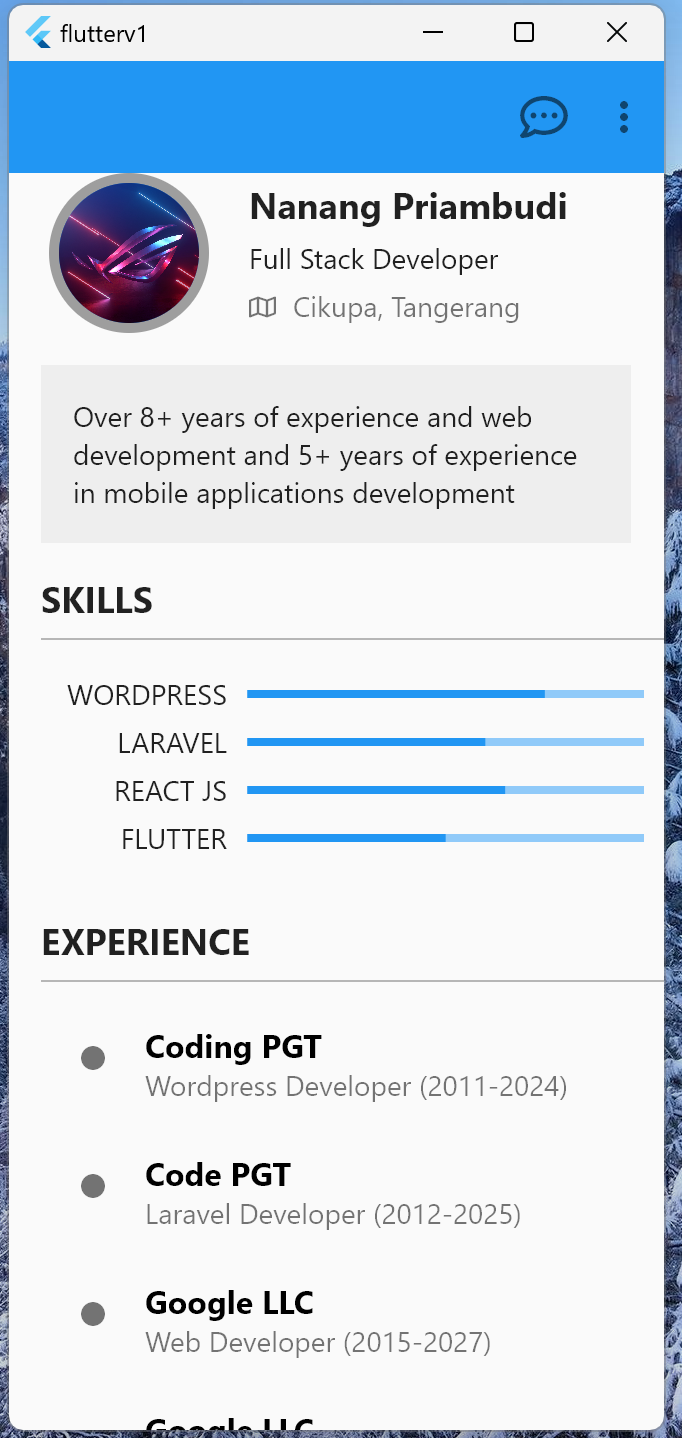 flutterv1
Nanang Priambudi
Full Stack Developer
Cikupa, Tangerang
Over 8+ years of experience and web
development and 5+ years of experience
in mobile applications development
SKILLS
WORDPRESS
LARAVEL
REACT JS
FLUTTER
EXPERIENCE
Coding PGT
Wordpress Developer (2011-2024)
Code PGT
Laravel Developer (2012-2025)
Google LLC
Web Developer (2015-2027)
Google LLC